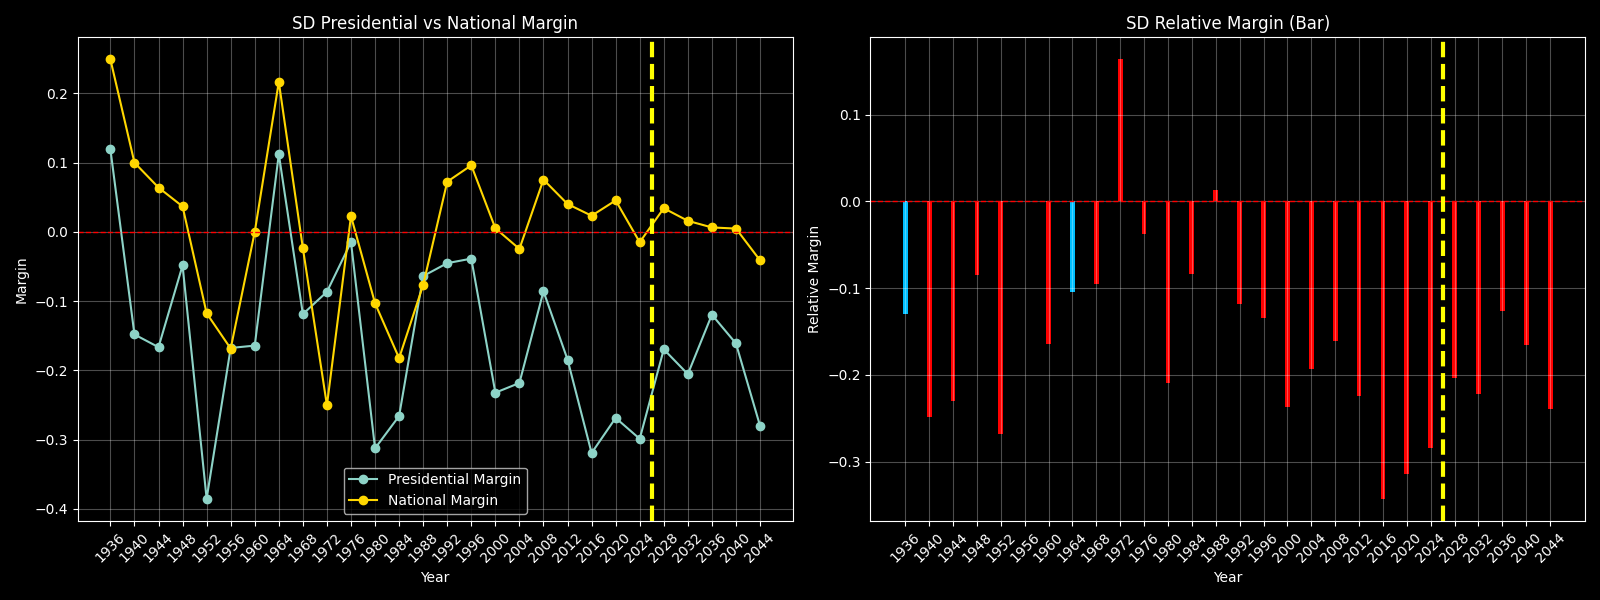 SD Presidential vs National Margin
0.2
0.1
0.0
−0.1
−0.2
−0.3
−0.4
Margin
Presidential Margin
National Margin
1936 1940 1944 1948 1952 1956 1960 1964 1968 1972 1976 1980 1984 1988 1992 1996 2000 2004 2008 2012 2016 2020 2024 2028 2032 2036 2040 2044
Year
SD Relative Margin (Bar)
0.1
0.0
−0.1
−0.2
−0.3
Relative Margin
1936 1940 1944 1948 1952 1956 1960 1964 1968 1972 1976 1980 1984 1988 1992 1996 2000 2004 2008 2012 2016 2020 2024 2028 2032 2036 2040 2044
Year